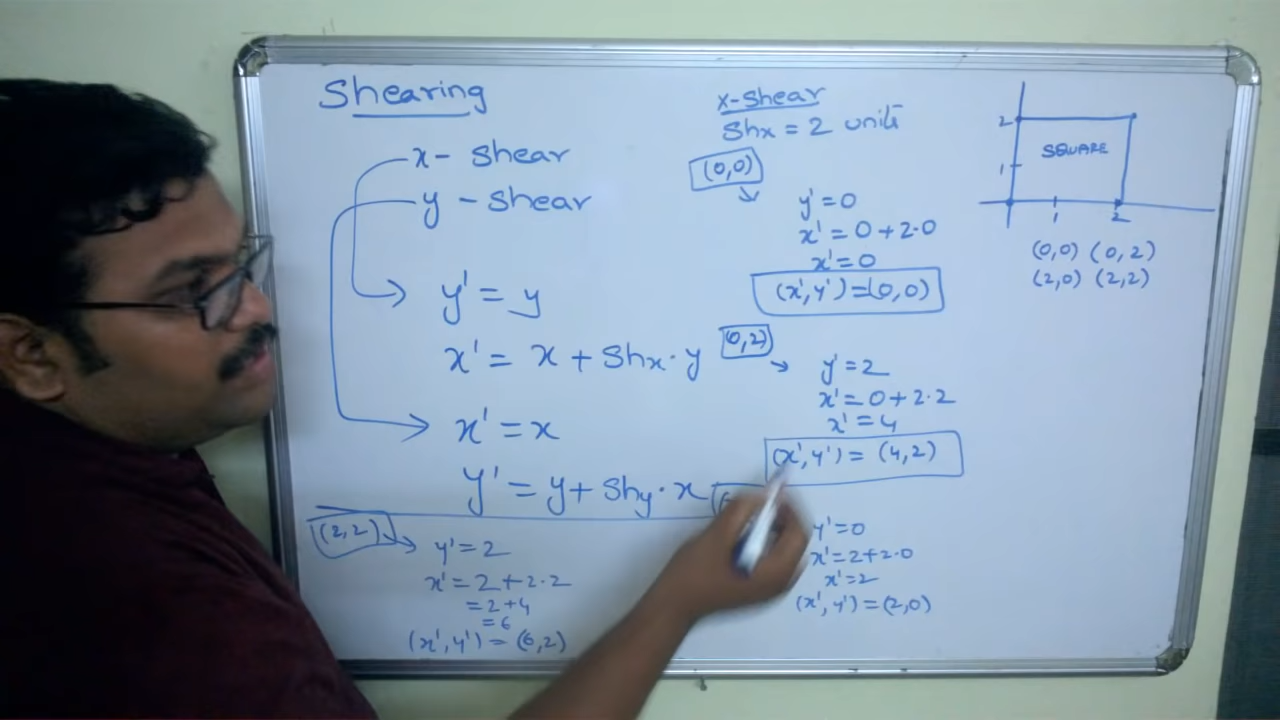 Shearing
x- shear
y - shear
y' = y
x' = x + Shx · y
x' = x
y' = y + Shy · x
(2,2)
y' = 2
x' = 2 + 2·2
= 2 + 4
= 6
(x', y') = (6,2)
x-shear
Shx = 2 units
(0,0)
y' = 0
x' = 0 + 2·0
x' = 0
(x', y') = (0,0)
(0,2)
y' = 2
x' = 0 + 2·2
x' = 4
(x', y') = (4,2)
y' = 0
x' = 2 + 2·0
x' = 2
(x', y') = (2,0)
2
SQUARE
1
1 2
(0,0) (0,2)
(2,0) (2,2)